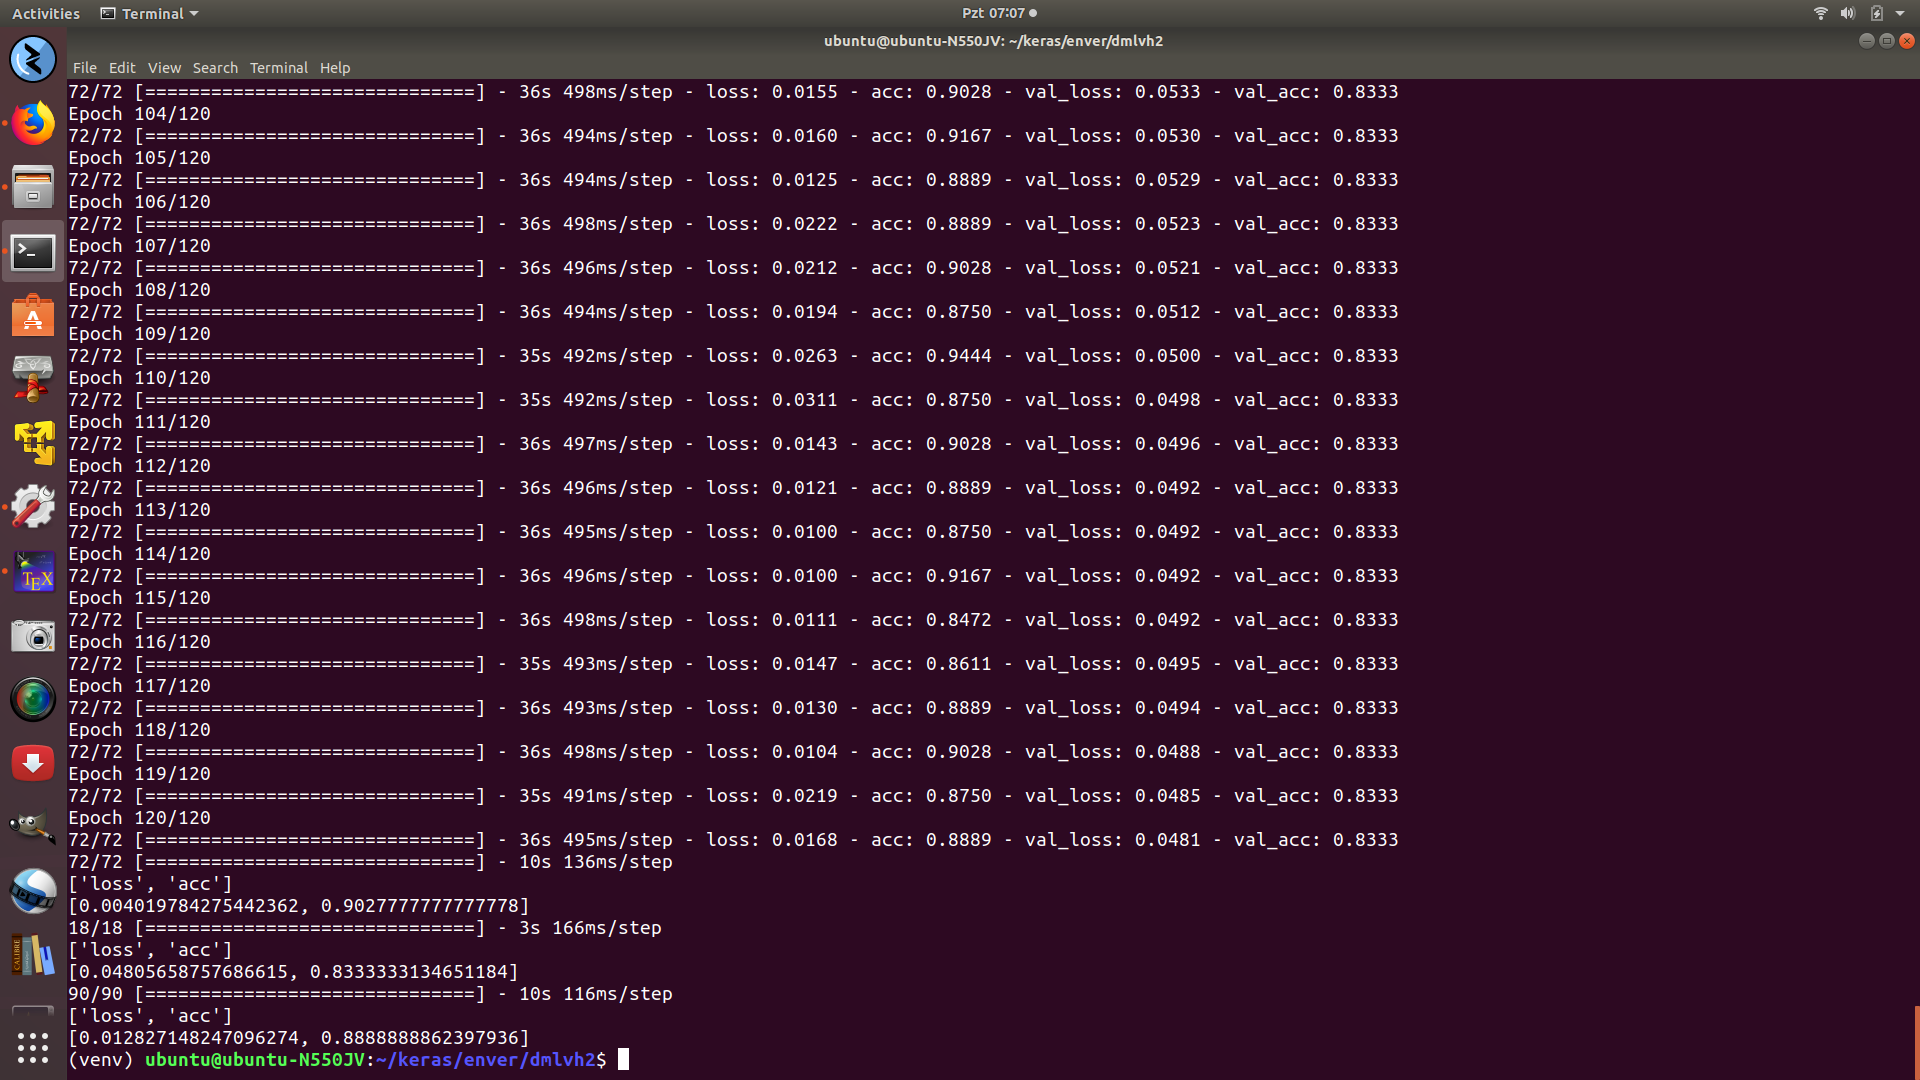 Activities Terminal Pzt 07:07
ubuntu@ubuntu-N550JV: ~/keras/enver/dmlvh2
File Edit View Search Terminal Help
72/72 [==============================] - 36s 498ms/step - loss: 0.0155 - acc: 0.9028 - val_loss: 0.0533 - val_acc: 0.8333
Epoch 104/120
72/72 [==============================] - 36s 494ms/step - loss: 0.0160 - acc: 0.9167 - val_loss: 0.0530 - val_acc: 0.8333
Epoch 105/120
72/72 [==============================] - 36s 494ms/step - loss: 0.0125 - acc: 0.8889 - val_loss: 0.0529 - val_acc: 0.8333
Epoch 106/120
72/72 [==============================] - 36s 498ms/step - loss: 0.0222 - acc: 0.8889 - val_loss: 0.0523 - val_acc: 0.8333
Epoch 107/120
72/72 [==============================] - 36s 496ms/step - loss: 0.0212 - acc: 0.9028 - val_loss: 0.0521 - val_acc: 0.8333
Epoch 108/120
72/72 [==============================] - 36s 494ms/step - loss: 0.0194 - acc: 0.8750 - val_loss: 0.0512 - val_acc: 0.8333
Epoch 109/120
72/72 [==============================] - 35s 492ms/step - loss: 0.0263 - acc: 0.9444 - val_loss: 0.0500 - val_acc: 0.8333
Epoch 110/120
72/72 [==============================] - 35s 492ms/step - loss: 0.0311 - acc: 0.8750 - val_loss: 0.0498 - val_acc: 0.8333
Epoch 111/120
72/72 [==============================] - 36s 497ms/step - loss: 0.0143 - acc: 0.9028 - val_loss: 0.0496 - val_acc: 0.8333
Epoch 112/120
72/72 [==============================] - 36s 496ms/step - loss: 0.0121 - acc: 0.8889 - val_loss: 0.0492 - val_acc: 0.8333
Epoch 113/120
72/72 [==============================] - 36s 495ms/step - loss: 0.0100 - acc: 0.8750 - val_loss: 0.0492 - val_acc: 0.8333
Epoch 114/120
72/72 [==============================] - 36s 496ms/step - loss: 0.0100 - acc: 0.9167 - val_loss: 0.0492 - val_acc: 0.8333
Epoch 115/120
72/72 [==============================] - 36s 498ms/step - loss: 0.0111 - acc: 0.8472 - val_loss: 0.0492 - val_acc: 0.8333
Epoch 116/120
72/72 [==============================] - 35s 493ms/step - loss: 0.0147 - acc: 0.8611 - val_loss: 0.0495 - val_acc: 0.8333
Epoch 117/120
72/72 [==============================] - 36s 493ms/step - loss: 0.0130 - acc: 0.8889 - val_loss: 0.0494 - val_acc: 0.8333
Epoch 118/120
72/72 [==============================] - 36s 498ms/step - loss: 0.0104 - acc: 0.9028 - val_loss: 0.0488 - val_acc: 0.8333
Epoch 119/120
72/72 [==============================] - 35s 491ms/step - loss: 0.0219 - acc: 0.8750 - val_loss: 0.0485 - val_acc: 0.8333
Epoch 120/120
72/72 [==============================] - 36s 495ms/step - loss: 0.0168 - acc: 0.8889 - val_loss: 0.0481 - val_acc: 0.8333
72/72 [==============================] - 10s 136ms/step
['loss', 'acc']
[0.004019784275442362, 0.9027777777777778]
18/18 [==============================] - 3s 166ms/step
['loss', 'acc']
[0.04805658757686615, 0.8333333134651184]
90/90 [==============================] - 10s 116ms/step
['loss', 'acc']
[0.012827148247096274, 0.8888888862397936]
(venv) ubuntu@ubuntu-N550JV:~/keras/enver/dmlvh2$
TEX
CALIBRE